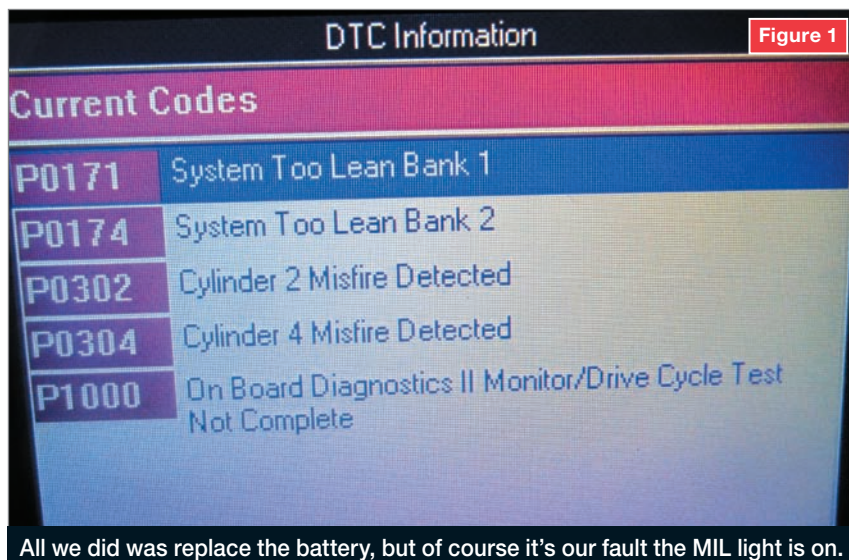 DTC Information
Figure 1
Current Codes
P0171 System Too Lean Bank 1
P0174 System Too Lean Bank 2
P0302 Cylinder 2 Misfire Detected
P0304 Cylinder 4 Misfire Detected
P1000 On Board Diagnostics II Monitor/Drive Cycle Test
Not Complete
All we did was replace the battery, but of course it's our fault the MIL light is on.